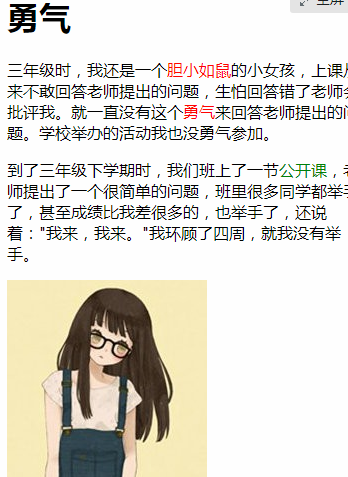 勇气
三年级时，我还是一个胆小如鼠的小女孩，上课从
来不敢回答老师提出的问题，生怕回答错了老师会
批评我。就一直没有这个勇气来回答老师提出的问
题。学校举办的活动我也没勇气参加。
到了三年级下学期时，我们班上了一节公开课，老
师提出了一个很简单的问题，班里很多同学都举手
了，甚至成绩比我差很多的，也举手了，还说
着："我来，我来。"我环顾了四周，就我没有举
手。